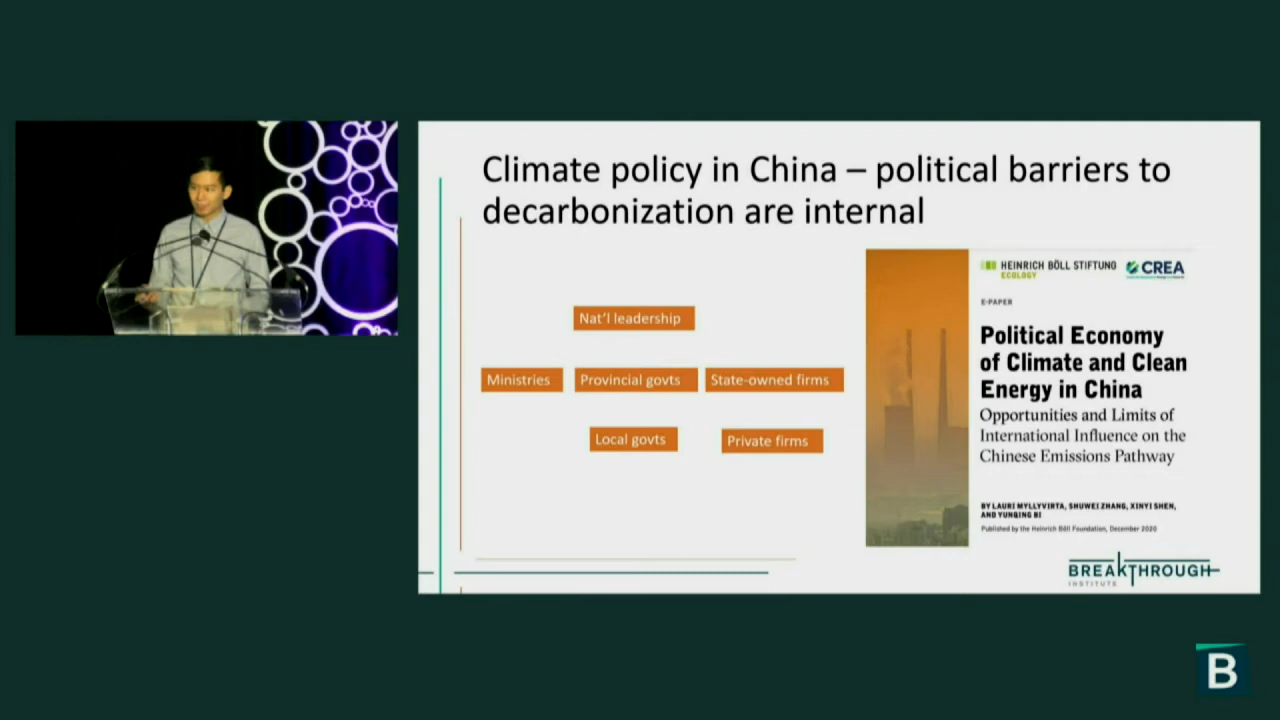 Climate policy in China – political barriers to
decarbonization are internal
Nat'l leadership
Ministries
Provincial govts
State-owned firms
Local govts
Private firms
HEINRICH BÖLL STIFTUNG
ECOLOGY
CREA
E-PAPER
Political Economy
of Climate and Clean
Energy in China
Opportunities and Limits of
International Influence on the
Chinese Emissions Pathway
BY LAURI MYLLYVIRTA, SHUWEI ZHANG, XINYI SHEN,
AND YUNQING BI
Published by the Heinrich Böll Foundation, December 2020
BREAKTHROUGH
INSTITUTE
B